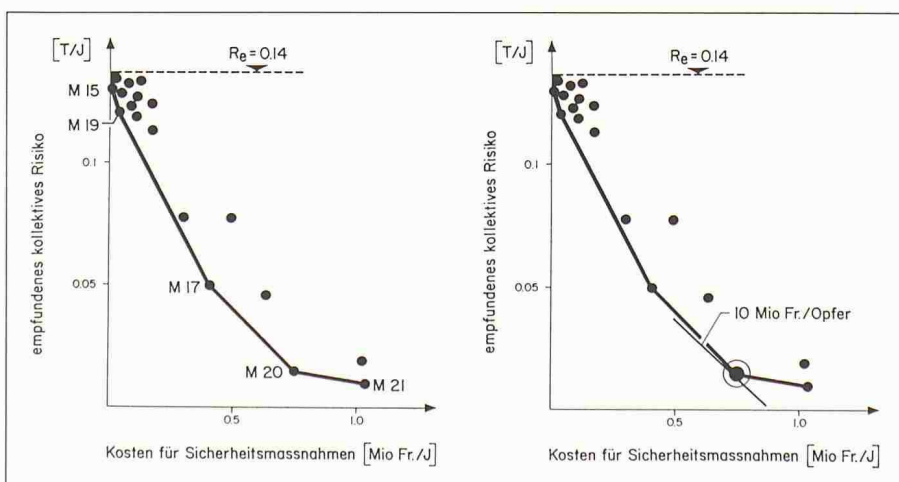 [T/J]
Re = 0.14
M 15
M 19
0.1
0.05
M 17
M 20
M 21
0.5
1.0
empfundenes kollektives Risiko
Kosten für Sicherheitsmassnahmen [Mio Fr./J]
[T/J]
Re = 0.14
0.1
0.05
10 Mio Fr./Opfer
0.5
1.0
empfundenes kollektives Risiko
Kosten für Sicherheitsmassnahmen [Mio Fr./J]